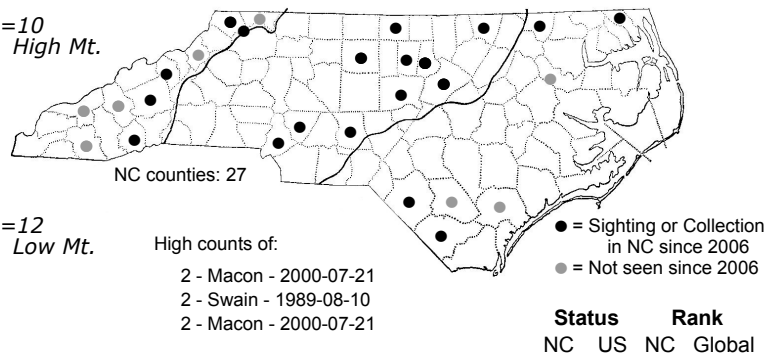 =10
High Mt.
NC counties: 27
=12
Low Mt.
High counts of:
2 - Macon - 2000-07-21
2 - Swain - 1989-08-10
2 - Macon - 2000-07-21
● = Sighting or Collection
in NC since 2006
● = Not seen since 2006
Status Rank
NC US NC Global